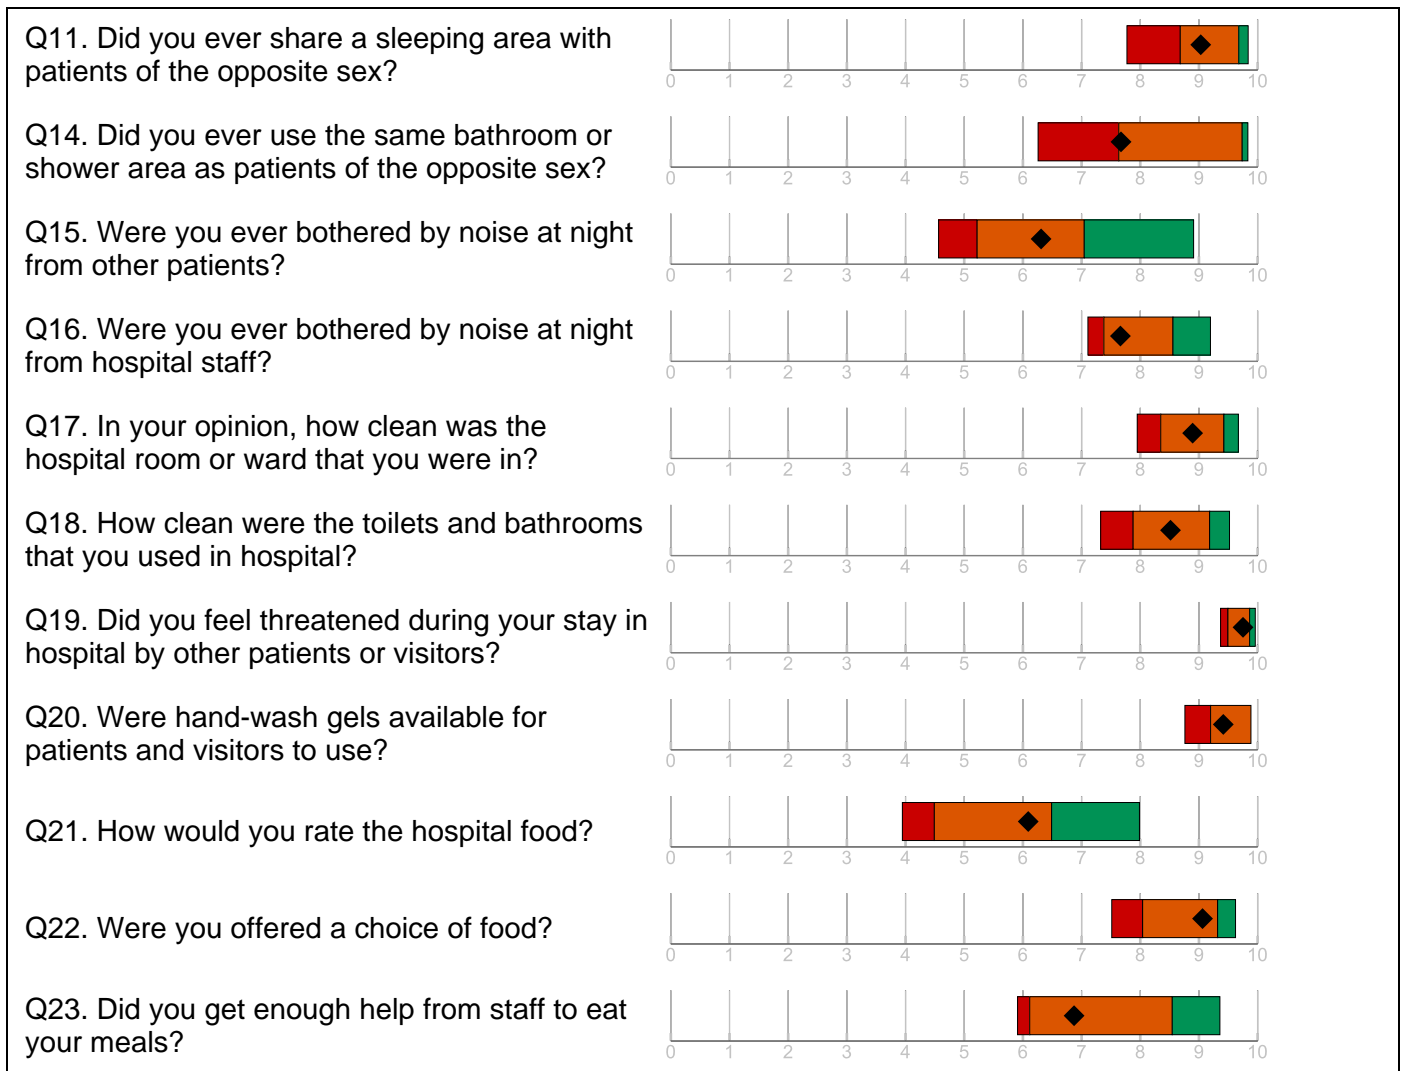 Q11. Did you ever share a sleeping area with
patients of the opposite sex?
0 1 2 3 4 5 6 7 8 9 10
Q14. Did you ever use the same bathroom or
shower area as patients of the opposite sex?
0 1 2 3 4 5 6 7 8 9 10
Q15. Were you ever bothered by noise at night
from other patients?
0 1 2 3 4 5 6 7 8 9 10
Q16. Were you ever bothered by noise at night
from hospital staff?
0 1 2 3 4 5 6 7 8 9 10
Q17. In your opinion, how clean was the
hospital room or ward that you were in?
0 1 2 3 4 5 6 7 8 9 10
Q18. How clean were the toilets and bathrooms
that you used in hospital?
0 1 2 3 4 5 6 7 8 9 10
Q19. Did you feel threatened during your stay in
hospital by other patients or visitors?
0 1 2 3 4 5 6 7 8 9 10
Q20. Were hand-wash gels available for
patients and visitors to use?
0 1 2 3 4 5 6 7 8 9 10
Q21. How would you rate the hospital food?
0 1 2 3 4 5 6 7 8 9 10
Q22. Were you offered a choice of food?
0 1 2 3 4 5 6 7 8 9 10
Q23. Did you get enough help from staff to eat
your meals?
0 1 2 3 4 5 6 7 8 9 10